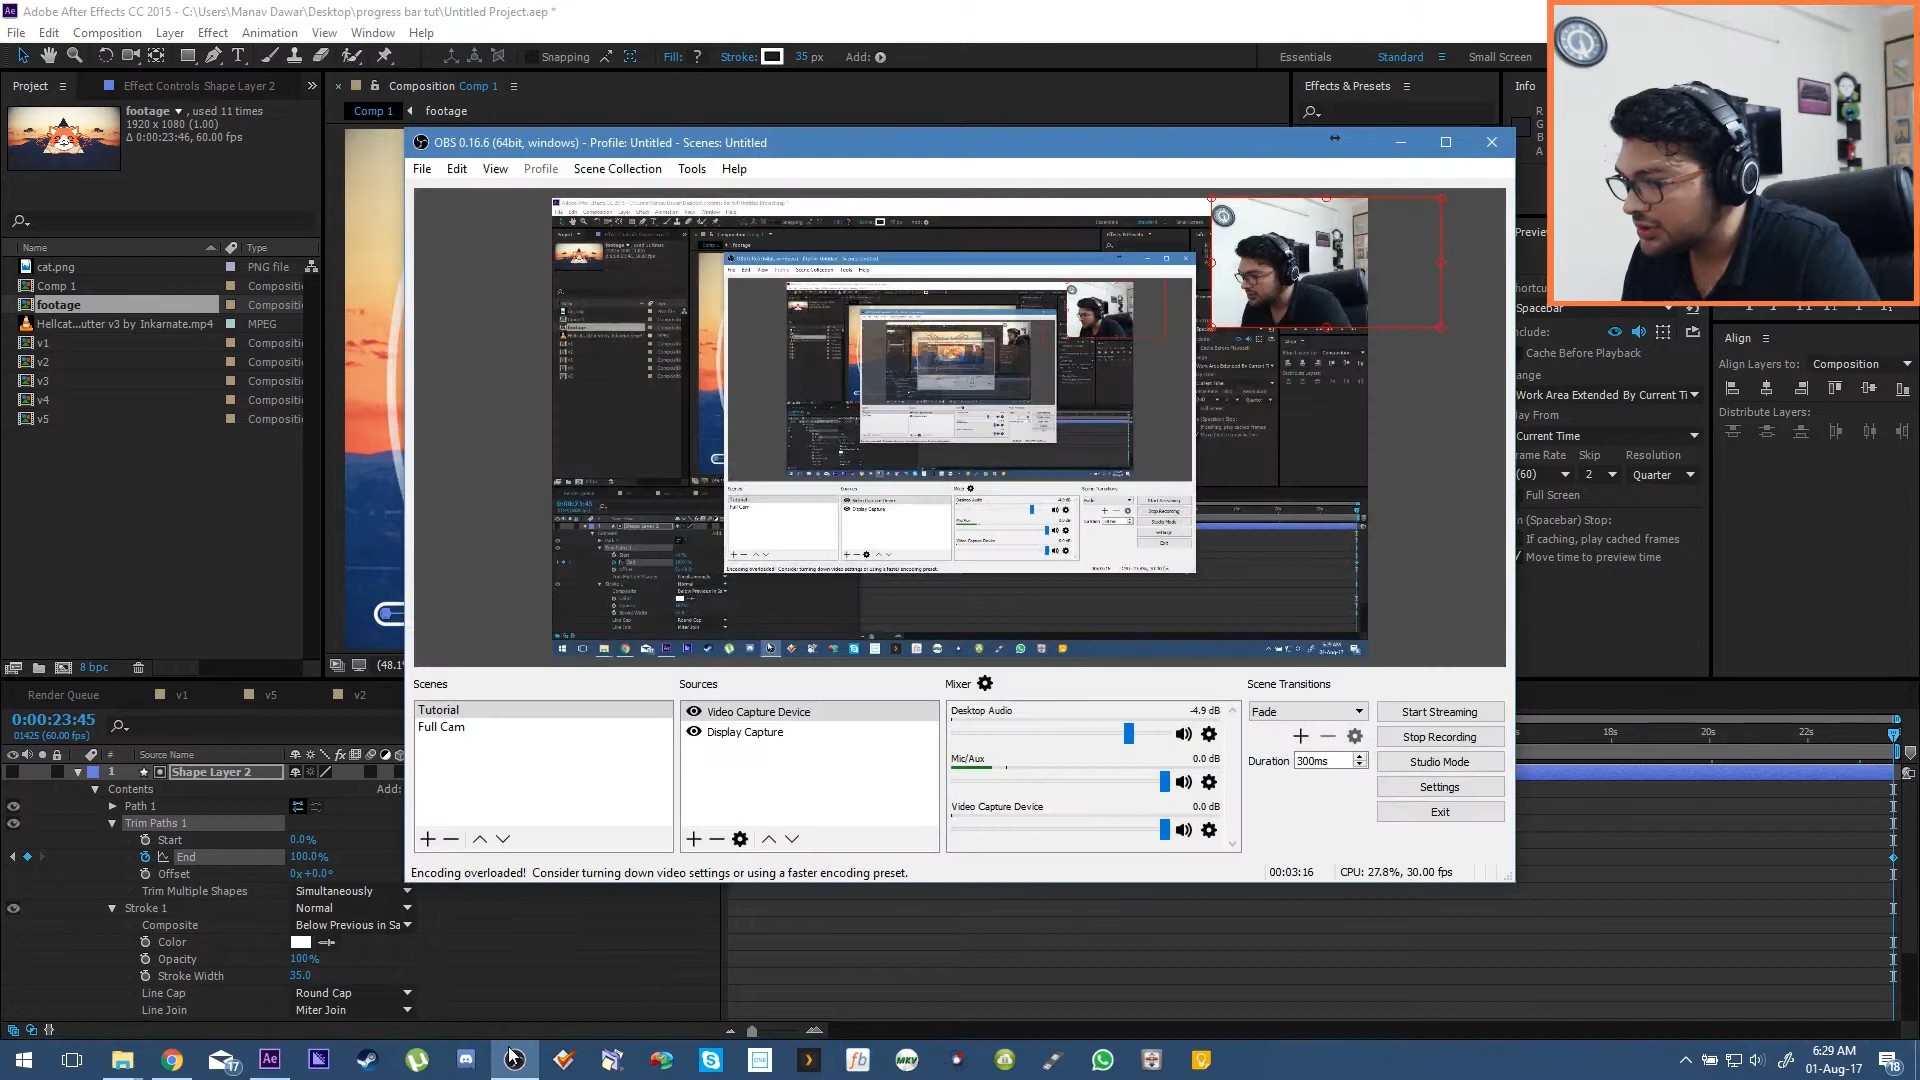 Adobe After Effects CC 2015 - C:\Users\Manav Dawar\Desktop\progress bar tut\Untitled Project.aep *
File Edit Composition Layer Effect Animation View Window Help
Snapping Fill: ? Stroke: 35 px Add: Essentials Standard Small Screen
Project Effect Controls Shape Layer 2 Composition Comp 1 Effects & Presets Info
footage , used 11 times
1920 x 1080 (1.00)
Δ 0:00:23:46, 60.00 fps
Comp 1 footage
R
G
B
A
OBS 0.16.6 (64bit, windows) - Profile: Untitled - Scenes: Untitled
File Edit View Profile Scene Collection Tools Help
Name Type
cat.png PNG file
Comp 1 Compositi
footage Compositi
Hellcat...utter v3 by Inkarnate.mp4 MPEG
v1 Compositi
v2 Compositi
v3 Compositi
v4 Compositi
v5 Compositi
8 bpc
(48.1
Spacebar
Cache Before Playback
Work Area Extended By Current Ti
Current Time
Skip Resolution
(60) 2 Quarter
Full Screen
(Spacebar) Stop:
If caching, play cached frames
Move time to preview time
Align
Align Layers to: Composition
Distribute Layers:
Scenes Sources Mixer Scene Transitions
Tutorial
Full Cam
Video Capture Device
Display Capture
Desktop Audio -4.9 dB
Mic/Aux 0.0 dB
Video Capture Device 0.0 dB
Fade
Duration 300ms
Start Streaming
Stop Recording
Studio Mode
Settings
Exit
Encoding overloaded! Consider turning down video settings or using a faster encoding preset. 00:03:16 CPU: 27.8%, 30.00 fps
Render Queue v1 v5 v2
0:00:23:45
01425 (60.00 fps)
# Source Name
18s 20s 22s
1 Shape Layer 2
Contents Add:
Path 1
Trim Paths 1
Start 0.0%
End 100.0%
Offset 0x+0.0°
Trim Multiple Shapes Simultaneously
Stroke 1 Normal
Composite Below Previous in Sa
Color
Opacity 100%
Stroke Width 35.0
Line Cap Round Cap
Line Join Miter Join
17 Ae ONE fb MKV
6:29 AM
01-Aug-17
18